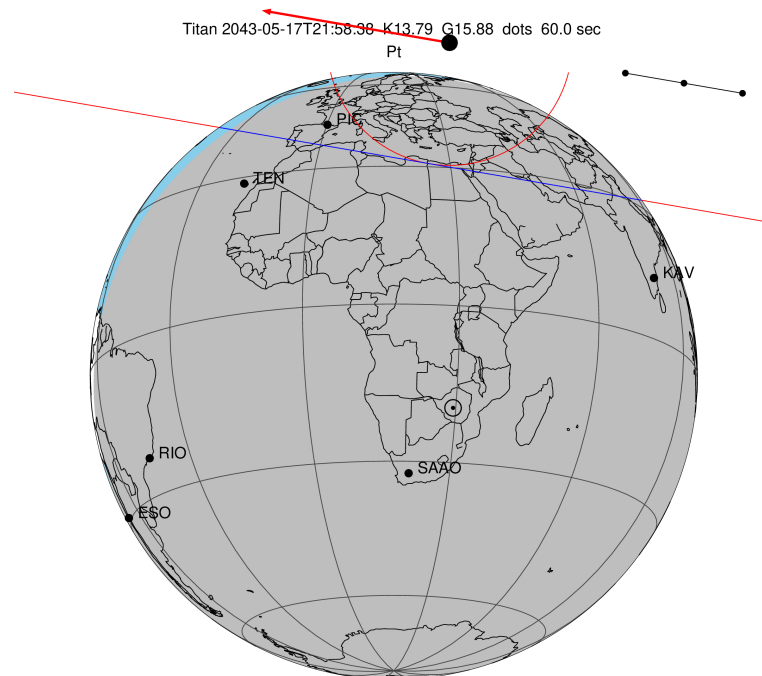 Titan 2043-05-17T21:58:38 K13.79 G15.88 dots 60.0 sec
Pt
PIC
TEN
KAV
RIO
SAAO
ESO